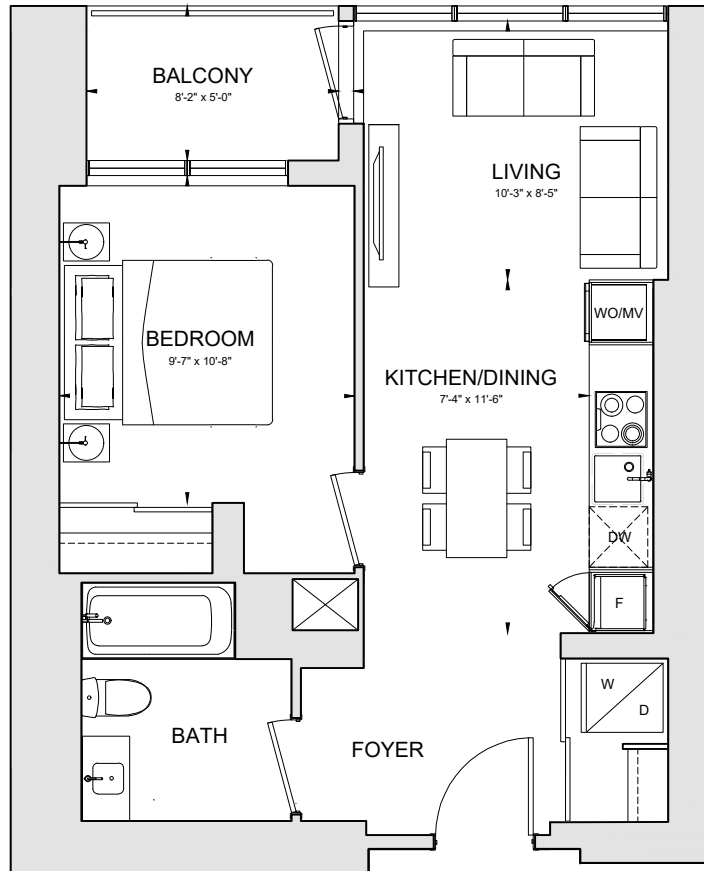 BALCONY
8'-2" x 5'-0"
LIVING
10'-3" x 8'-5"
WO/MV
BEDROOM
9'-7" x 10'-8"
KITCHEN/DINING
7'-4" x 11'-6"
DW
F
W
D
BATH
FOYER